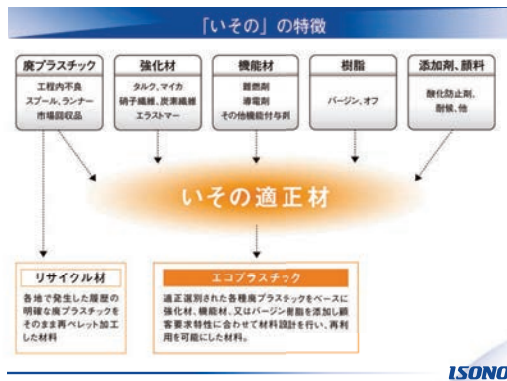 「いその」の特徴
廃プラスチック
工程内不良
スプール、ランナー
市場回収品
強化材
タルク、マイカ
硝子繊維、炭素繊維
エラストマー
機能材
難燃剤
導電剤
その他機能付与剤
樹脂
バージン、オフ
添加剤、顔料
酸化防止剤、
耐候、他
いその適正材
リサイクル材
各地で発生した履歴の
明確な廃プラスチックを
そのまま再ペレット加工
した材料
エコプラスチック
適正選別された各種廃プラスチックをベースに
強化材、機能材、又はバージン樹脂を添加し顧
客要求特性に合わせて材料設計を行い、再利
用を可能にした材料。
ISONO